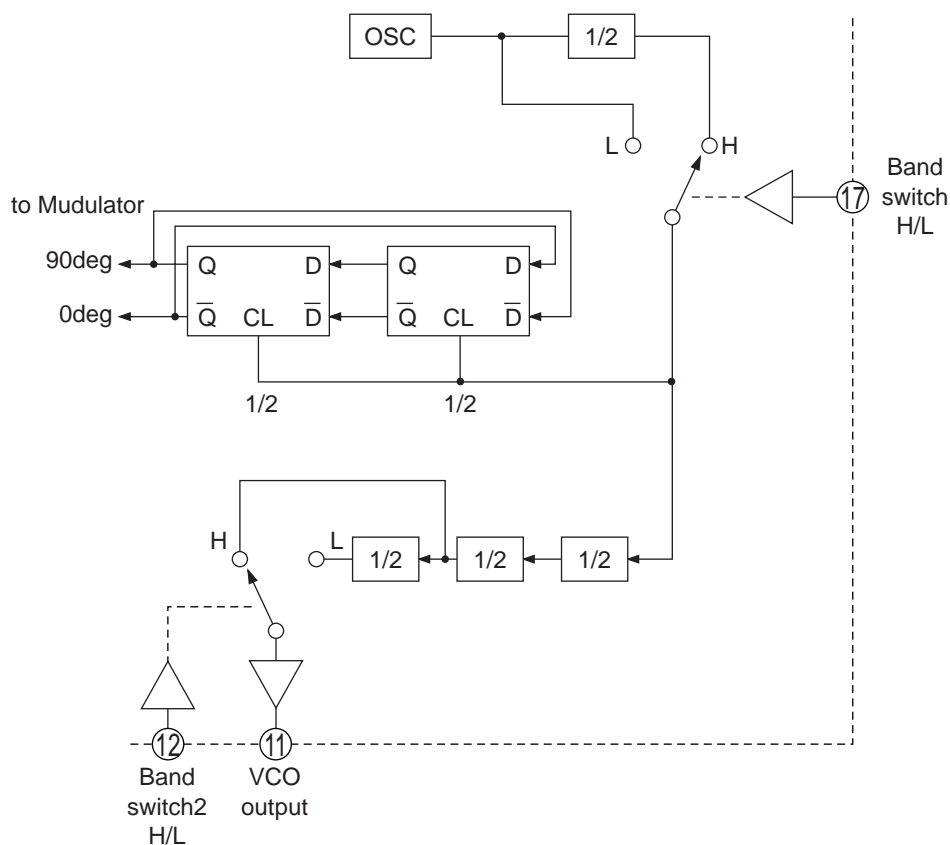 OSC
1/2
L
H
17
Band
switch
H/L
to Mudulator
90deg
0deg
Q
D
Q
D
Q̅
CL
D̅
Q̅
CL
D̅
1/2
1/2
H
L
1/2
1/2
1/2
12
11
Band
switch2
H/L
VCO
output